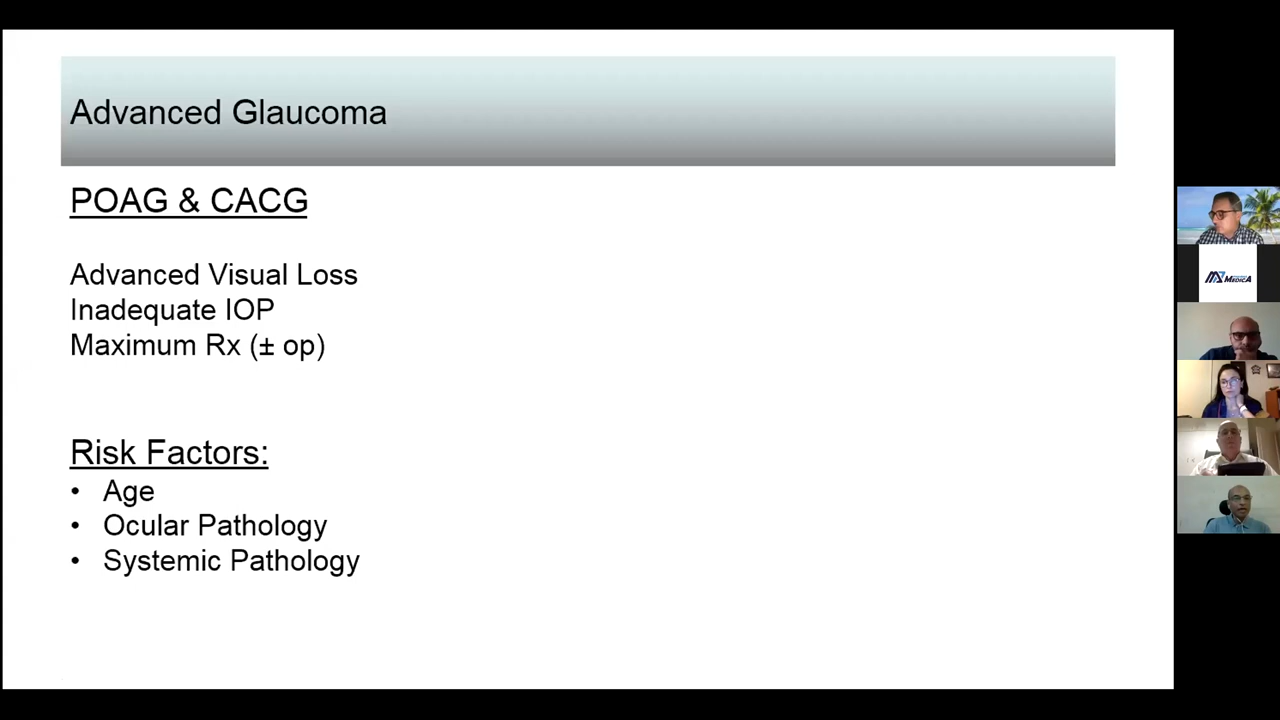 Advanced Glaucoma
POAG & CACG
Advanced Visual Loss
Inadequate IOP
Maximum Rx (± op)
Risk Factors:
• Age
• Ocular Pathology
• Systemic Pathology
MEDICA